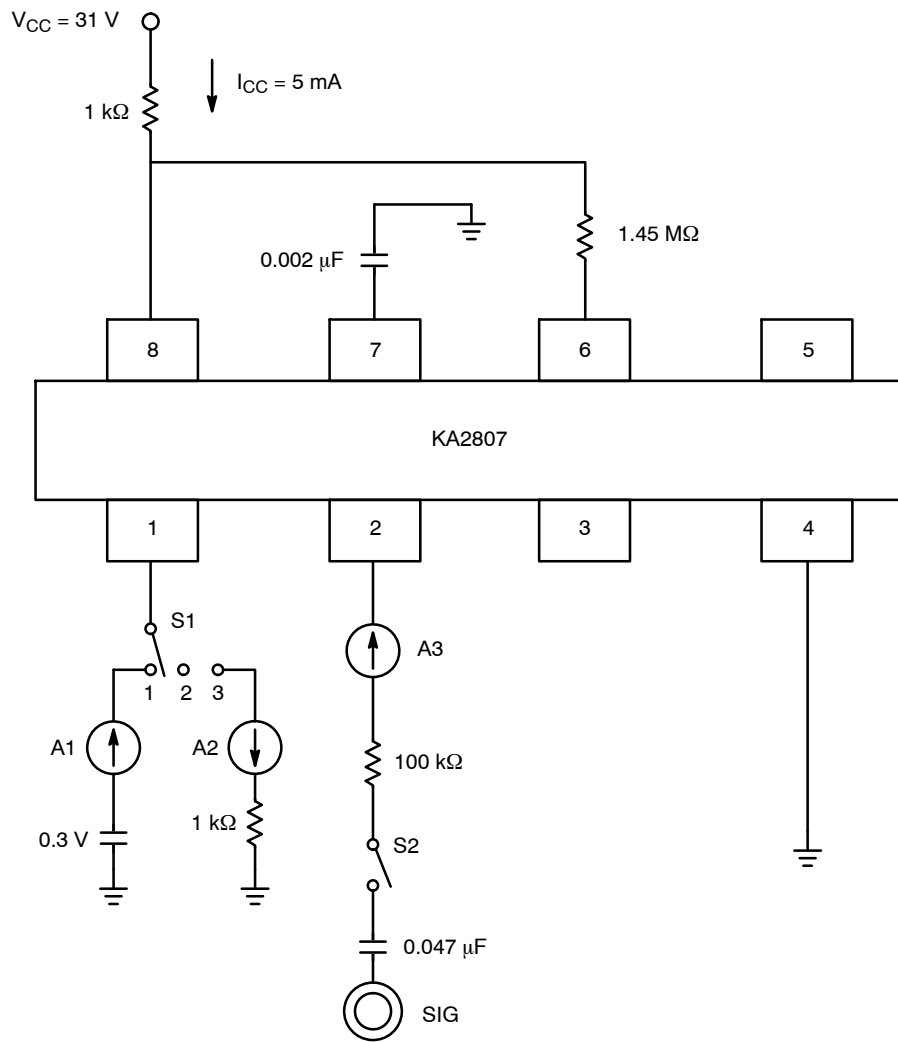 V_CC = 31 V
I_CC = 5 mA
1 kΩ
1.45 MΩ
0.002 μF
8
7
6
5
KA2807
1
2
3
4
S1
A3
1 2 3
A1
A2
100 kΩ
1 kΩ
0.3 V
S2
0.047 μF
SIG